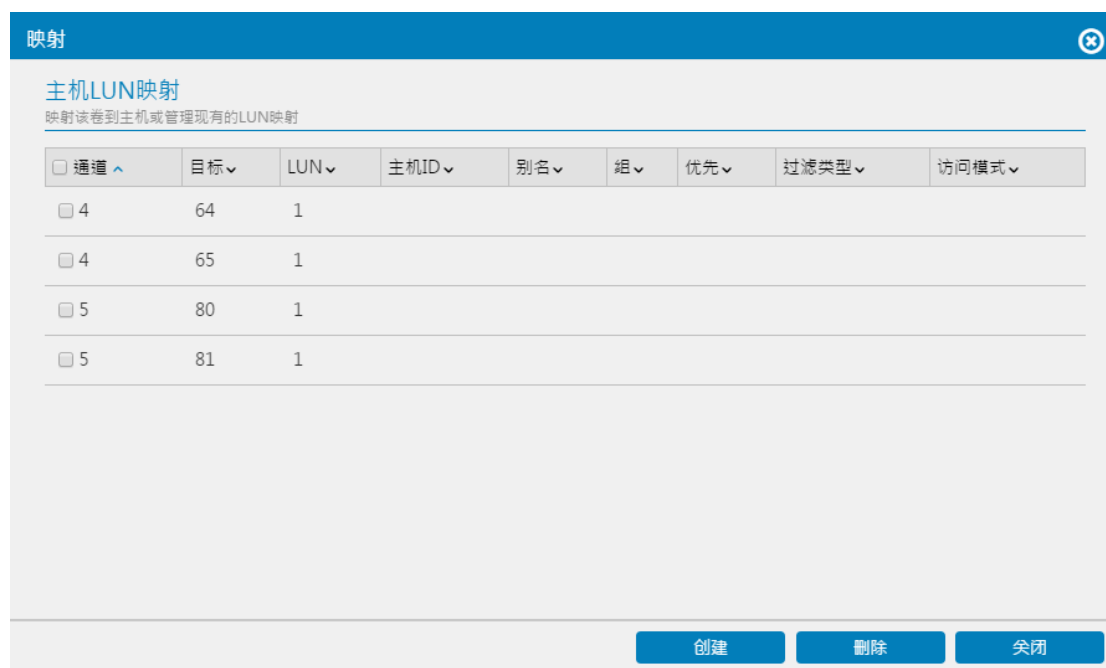 映射
主机LUN映射
映射该卷到主机或管理现有的LUN映射
通道 目标 LUN 主机ID 别名 组 优先 过滤类型 访问模式
4 64 1
4 65 1
5 80 1
5 81 1
创建 删除 关闭